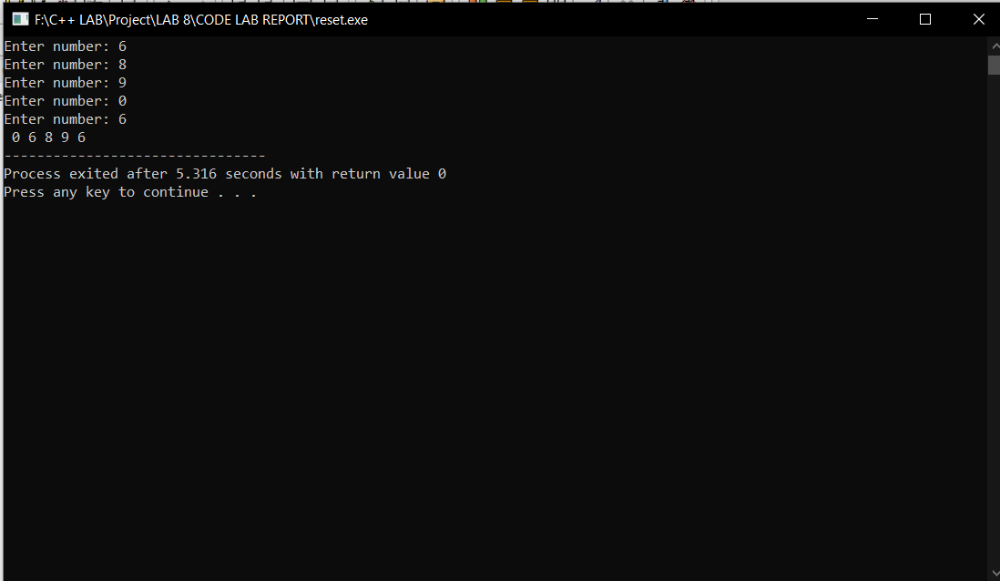 F:\C++ LAB\Project\LAB 8\CODE LAB REPORT\reset.exe
Enter number: 6
Enter number: 8
Enter number: 9
Enter number: 0
Enter number: 6
 0 6 8 9 6
--------------------------------
Process exited after 5.316 seconds with return value 0
Press any key to continue . . .